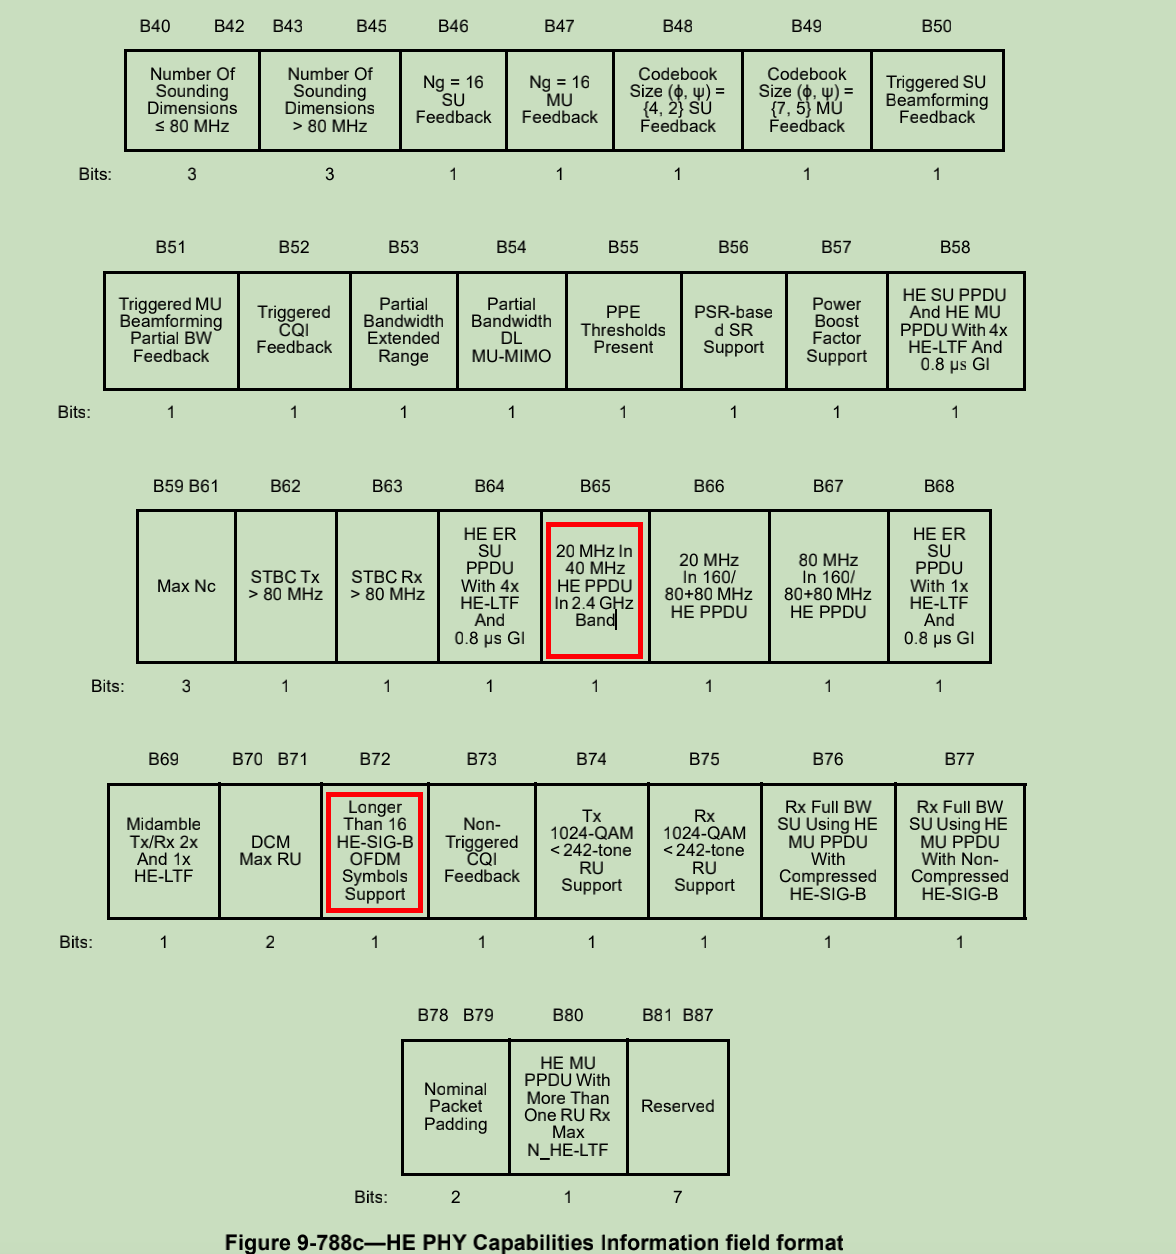 B40 B42 B43 B45 B46 B47 B48 B49 B50
Number Of
Sounding
Dimensions
≤ 80 MHz
Number Of
Sounding
Dimensions
> 80 MHz
Ng = 16
SU
Feedback
Ng = 16
MU
Feedback
Codebook
Size (ϕ, ψ) =
{4, 2} SU
Feedback
Codebook
Size (ϕ, ψ) =
{7, 5} MU
Feedback
Triggered SU
Beamforming
Feedback
Bits: 3 3 1 1 1 1 1
B51 B52 B53 B54 B55 B56 B57 B58
Triggered MU
Beamforming
Partial BW
Feedback
Triggered
CQI
Feedback
Partial
Bandwidth
Extended
Range
Partial
Bandwidth
DL
MU-MIMO
PPE
Thresholds
Present
PSR-base
d SR
Support
Power
Boost
Factor
Support
HE SU PPDU
And HE MU
PPDU With 4x
HE-LTF And
0.8 µs GI
Bits: 1 1 1 1 1 1 1 1
B59 B61 B62 B63 B64 B65 B66 B67 B68
Max Nc
STBC Tx
> 80 MHz
STBC Rx
> 80 MHz
HE ER
SU
PPDU
With 4x
HE-LTF
And
0.8 µs GI
20 MHz In
40 MHz
HE PPDU
In 2.4 GHz
Band
20 MHz
In 160/
80+80 MHz
HE PPDU
80 MHz
In 160/
80+80 MHz
HE PPDU
HE ER
SU
PPDU
With 1x
HE-LTF
And
0.8 µs GI
Bits: 3 1 1 1 1 1 1 1
B69 B70 B71 B72 B73 B74 B75 B76 B77
Midamble
Tx/Rx 2x
And 1x
HE-LTF
DCM
Max RU
Longer
Than 16
HE-SIG-B
OFDM
Symbols
Support
Non-
Triggered
CQI
Feedback
Tx
1024-QAM
< 242-tone
RU
Support
Rx
1024-QAM
< 242-tone
RU
Support
Rx Full BW
SU Using HE
MU PPDU
With
Compressed
HE-SIG-B
Rx Full BW
SU Using HE
MU PPDU
With Non-
Compressed
HE-SIG-B
Bits: 1 2 1 1 1 1 1 1
B78 B79 B80 B81 B87
Nominal
Packet
Padding
HE MU
PPDU With
More Than
One RU Rx
Max
N_HE-LTF
Reserved
Bits: 2 1 7
Figure 9-788c—HE PHY Capabilities Information field format